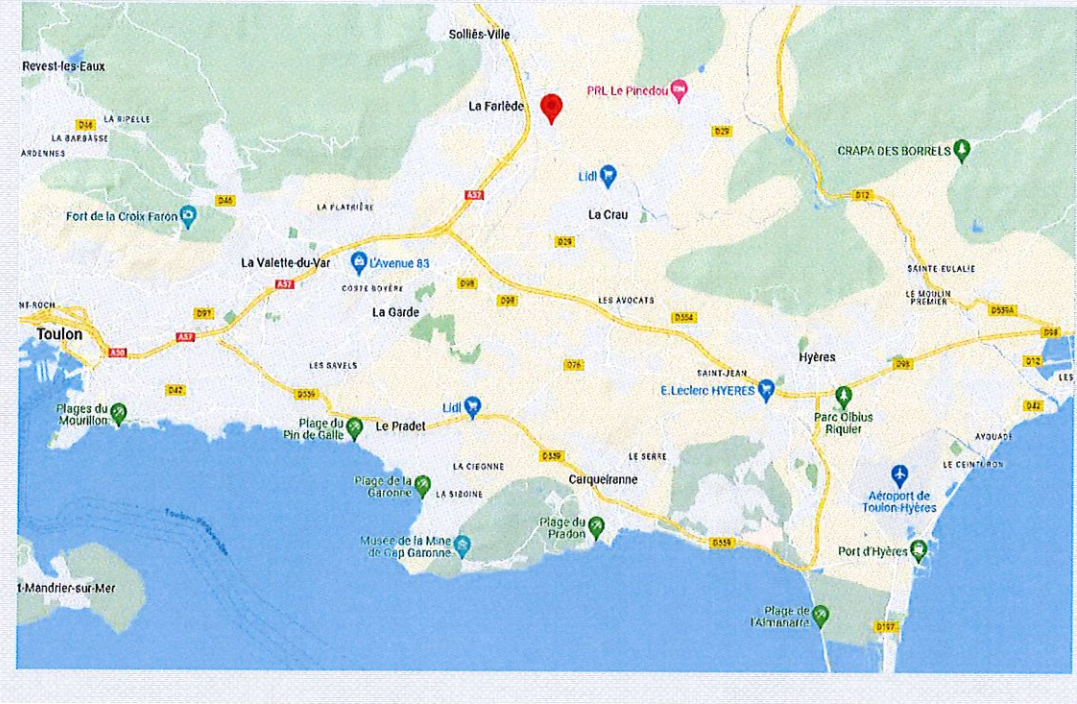 Solliès-Ville
Revest-les-Eaux
PRL Le Pinedou
La Farlède
D46
LA RIPELLE
LA BARBASSE
ARDENNES
D29
CRAPA DES BORRELS
Lidl
A57
D12
D46
LA PLATRIÈRE
Fort de la Croix Faron
La Crau
D29
La Valette-du-Var
L'Avenue 83
SAINTE-EULALIE
A57
COSTE BOYÈRE
D98
LE MOULIN
PREMIER
D98
LES AVOCATS
NT-ROCH
D97
La Garde
D554
D559A
Toulon
A57
D98
A50
Hyères
LES SAVELS
D76
SAINT-JEAN
D98
D12
LES
D42
D559
E.Leclerc HYERES
Plages du
Mourillon
Lidl
Parc Olbius
Riquier
D42
Plage du
Pin de Galle
Le Pradet
AYGUADE
D559
LE SERRE
LE CEINTURON
LA CIBONNE
Plage de la
Garonne
LA BIGOINE
Carqueiranne
Aéroport de
Toulon-Hyères
Plage du
Pradon
Musée de la Mine
de Cap Garonne
D559
Port d'Hyères
t-Mandrier-sur-Mer
Plage de
l'Almanarre
D197